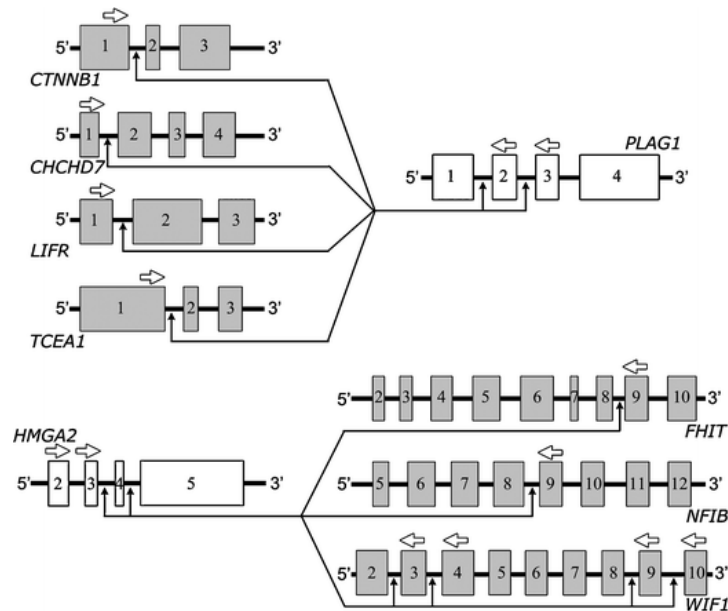 5' 1 2 3 3'
CTNNB1
5' 1 2 3 4 3'
CHCHD7
PLAG1
5' 1 2 3 4 3'
5' 1 2 3 3'
LIFR
5' 1 2 3 3'
TCEA1
5' 2 3 4 5 6 7 8 9 10 3'
FHIT
HMGA2
5' 2 3 4 5 3'
5' 5 6 7 8 9 10 11 12 3'
NFIB
5' 2 3 4 5 6 7 8 9 10 3'
WIF1